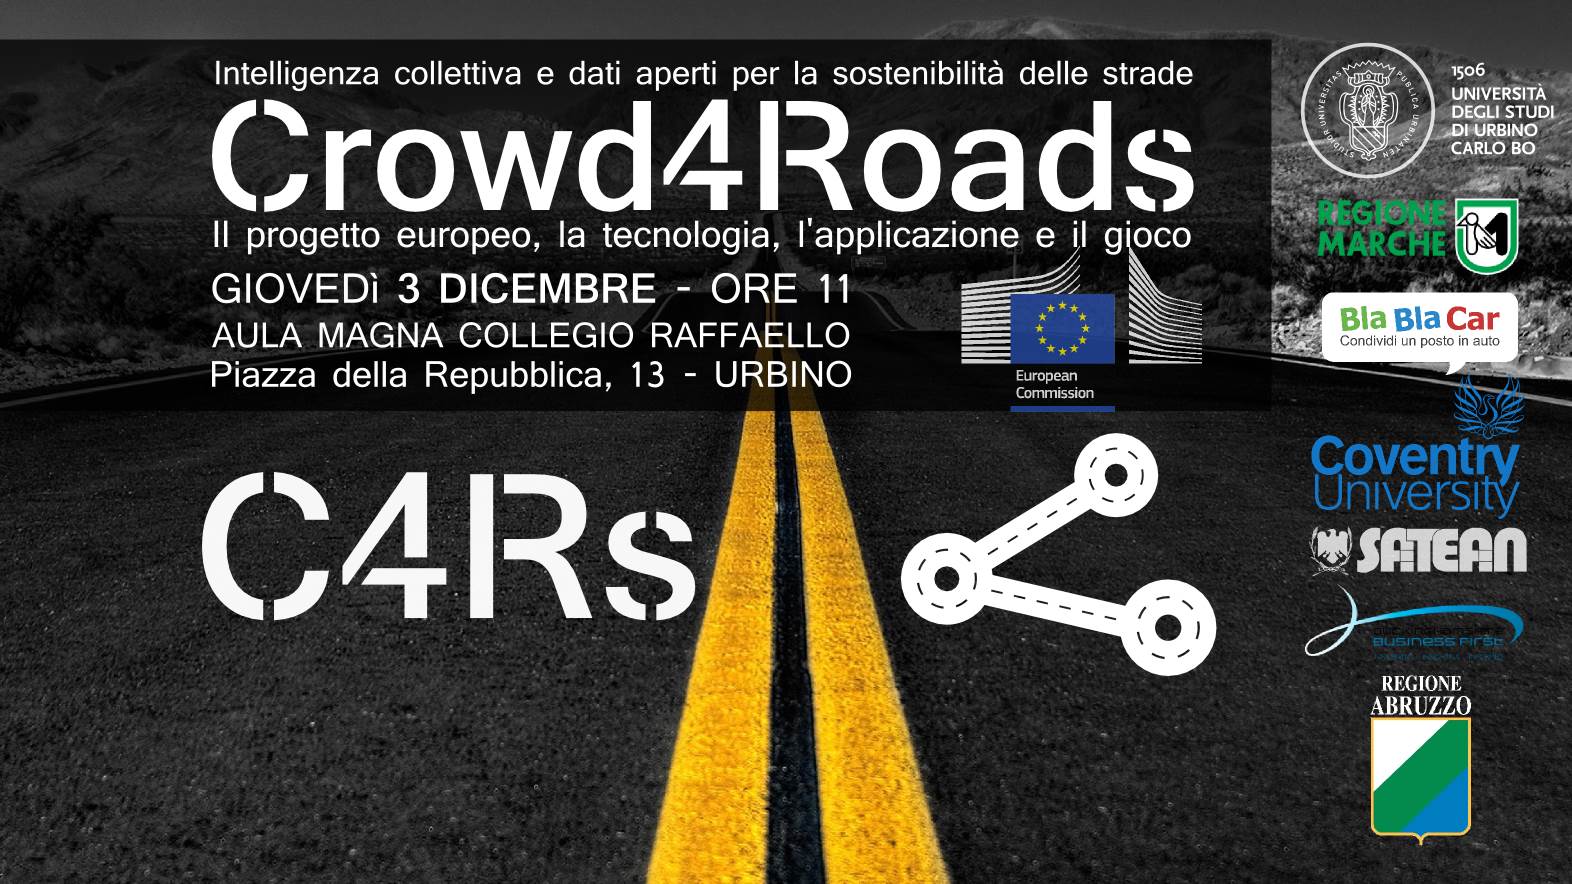 Intelligenza collettiva e dati aperti per la sostenibilità delle strade
Crowd4Roads
Il progetto europeo, la tecnologia, l'applicazione e il gioco
GIOVEDì 3 DICEMBRE - ORE 11
AULA MAGNA COLLEGIO RAFFAELLO
Piazza della Repubblica, 13 - URBINO
European
Commission
C4Rs
1506
UNIVERSITÀ
DEGLI STUDI
DI URBINO
CARLO BO
REGIONE
MARCHE
Bla Bla Car
Condividi un posto in auto
Coventry
University
SATEAN
BUSINESS FIRST
REGIONE
ABRUZZO